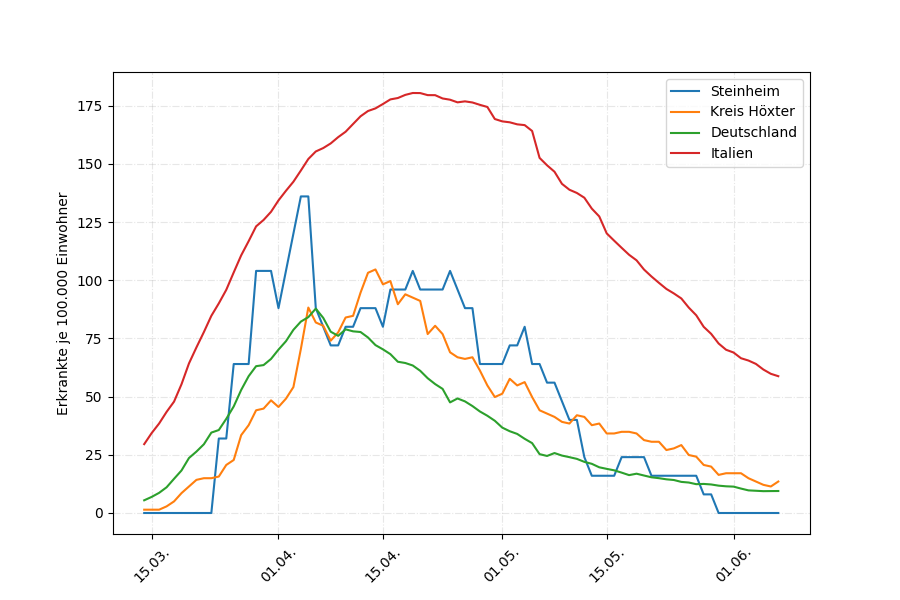 Steinheim
Kreis Höxter
Deutschland
Italien
Erkrankte je 100.000 Einwohner
175
150
125
100
75
50
25
0
15.03.
01.04.
15.04.
01.05.
15.05.
01.06.